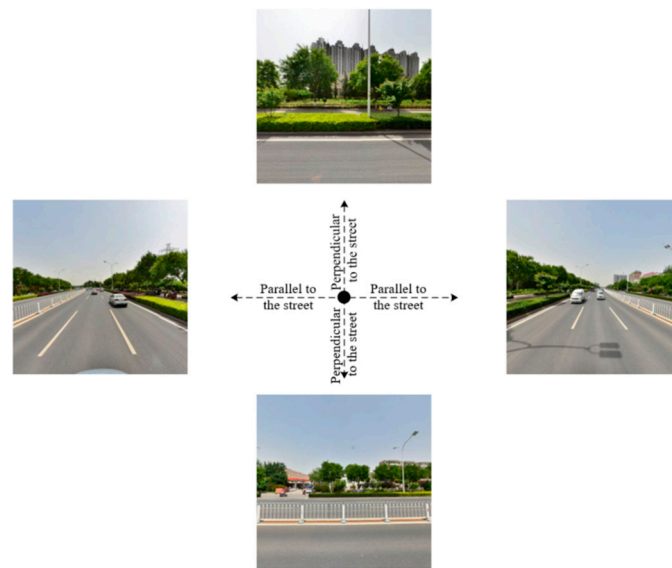 Perpendicular
to the street
Parallel to
the street
Parallel to
the street
Perpendicular
to the street